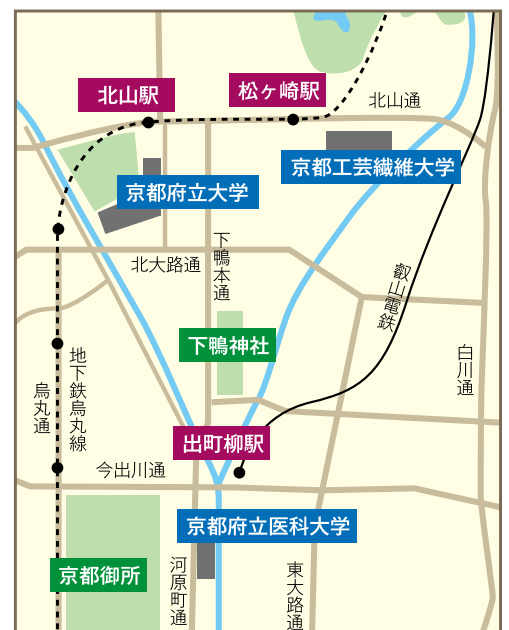 北山駅
松ヶ崎駅
北山通
京都工芸繊維大学
京都府立大学
北大路通
下鴨本通
叡山電鉄
下鴨神社
白川通
地下鉄烏丸線
烏丸通
出町柳駅
今出川通
京都府立医科大学
京都御所
河原町通
東大路通